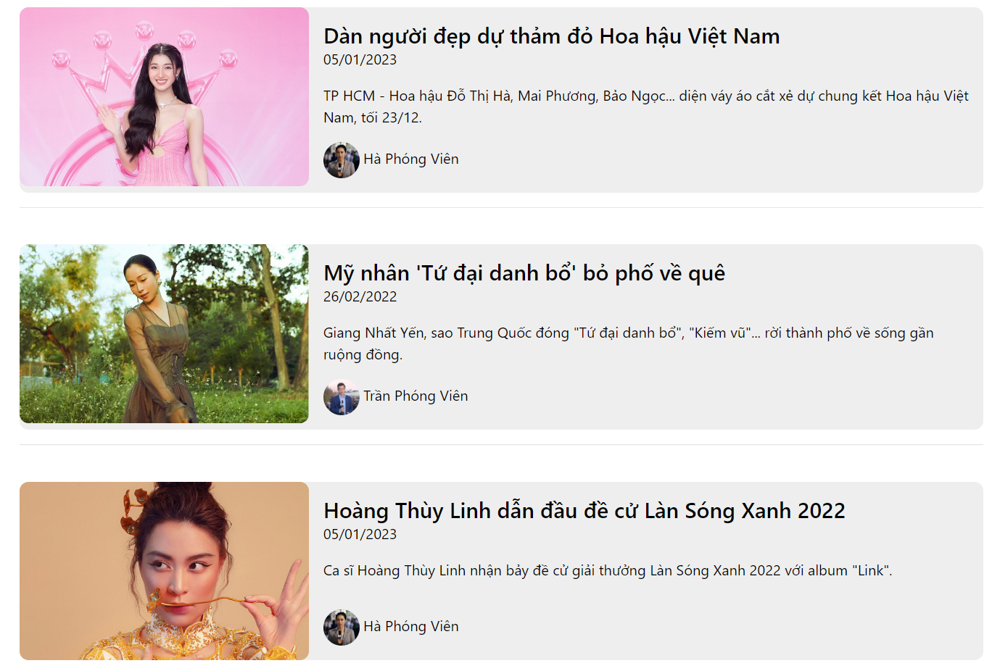 Dàn người đẹp dự thảm đỏ Hoa hậu Việt Nam
05/01/2023
TP HCM - Hoa hậu Đỗ Thị Hà, Mai Phương, Bảo Ngọc... diện váy áo cắt xẻ dự chung kết Hoa hậu Việt
Nam, tối 23/12.
Hà Phóng Viên
Mỹ nhân 'Tứ đại danh bổ' bỏ phố về quê
26/02/2022
Giang Nhất Yến, sao Trung Quốc đóng "Tứ đại danh bổ", "Kiếm vũ"... rời thành phố về sống gần
ruộng đồng.
Trần Phóng Viên
Hoàng Thùy Linh dẫn đầu đề cử Làn Sóng Xanh 2022
05/01/2023
Ca sĩ Hoàng Thùy Linh nhận bảy đề cử giải thưởng Làn Sóng Xanh 2022 với album "Link".
Hà Phóng Viên